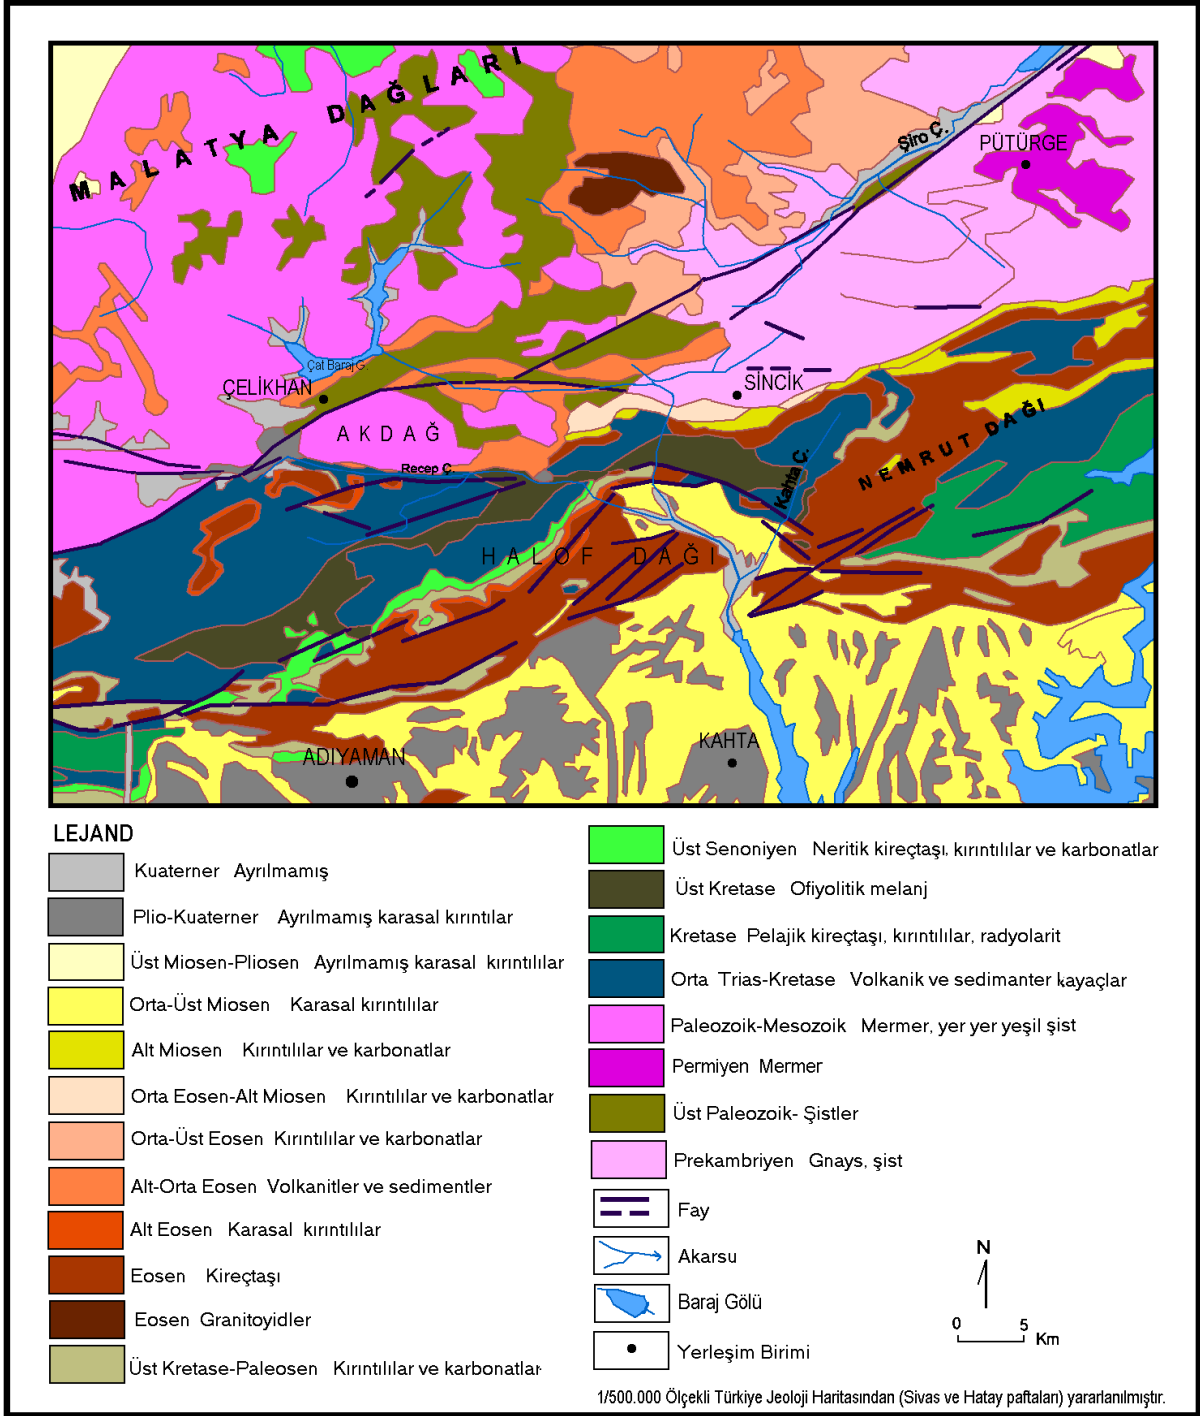 MALATYA DAĞLARI
Şiro Ç.
PÜTÜRGE
Çat Baraj G.
ÇELİKHAN
SİNCİK
AKDAĞ
NEMRUT DAĞI
Recep Ç.
Kahta Ç.
HALOF DAĞI
KAHTA
ADIYAMAN
LEJAND
Kuaterner Ayrılmamış
Plio-Kuaterner Ayrılmamış karasal kırıntılar
Üst Miosen-Pliosen Ayrılmamış karasal kırıntılılar
Orta-Üst Miosen Karasal kırıntılılar
Alt Miosen Kırıntılılar ve karbonatlar
Orta Eosen-Alt Miosen Kırıntılılar ve karbonatlar
Orta-Üst Eosen Kırıntılılar ve karbonatlar
Alt-Orta Eosen Volkanitler ve sedimentler
Alt Eosen Karasal kırıntılılar
Eosen Kireçtaşı
Eosen Granitoyidler
Üst Kretase-Paleosen Kırıntılılar ve karbonatlar
Üst Senoniyen Neritik kireçtaşı, kırıntılılar ve karbonatlar
Üst Kretase Ofiyolitik melanj
Kretase Pelajik kireçtaşı, kırıntılılar, radyolarit
Orta Trias-Kretase Volkanik ve sedimanter kayaçlar
Paleozoik-Mesozoik Mermer, yer yer yeşil şist
Permiyen Mermer
Üst Paleozoik- Şistler
Prekambriyen Gnays, şist
Fay
Akarsu
Baraj Gölü
Yerleşim Birimi
N
0 5
Km
1/500.000 Ölçekli Türkiye Jeoloji Haritasından (Sivas ve Hatay paftaları) yararlanılmıştır.